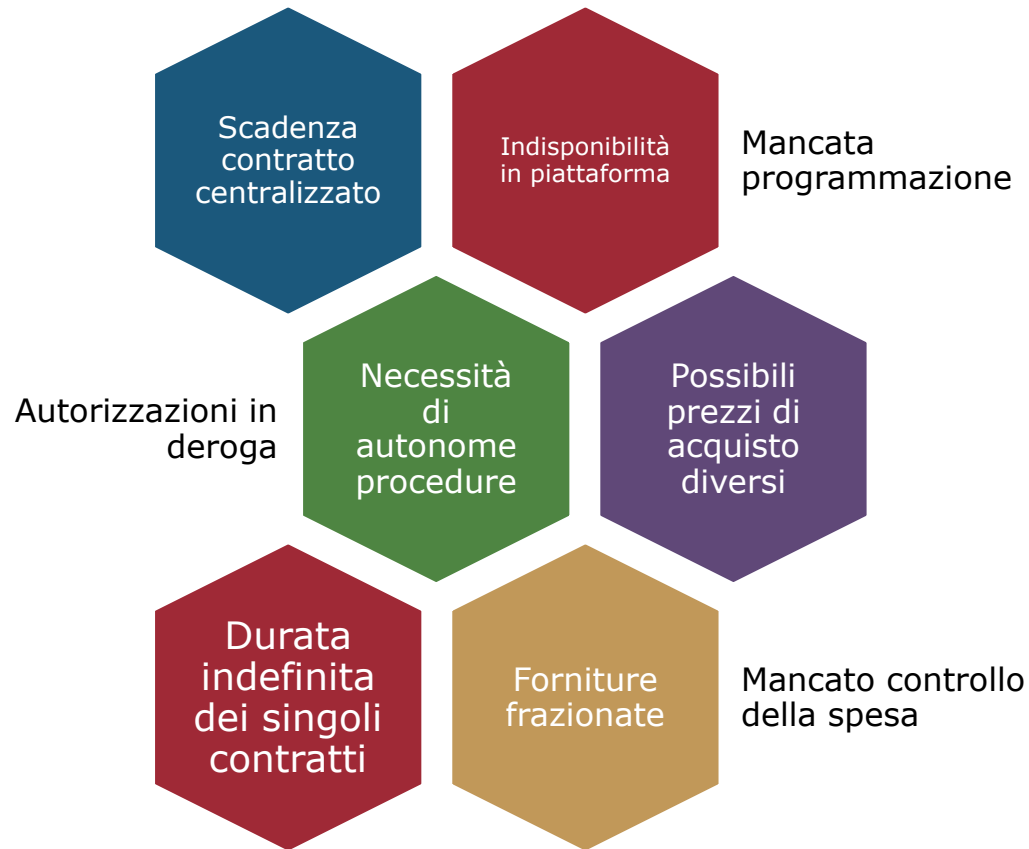 Scadenza
contratto
centralizzato
Indisponibilità
in piattaforma
Mancata
programmazione
Autorizzazioni in
deroga
Necessità
di
autonome
procedure
Possibili
prezzi di
acquisto
diversi
Durata
indefinita
dei singoli
contratti
Forniture
frazionate
Mancato controllo
della spesa